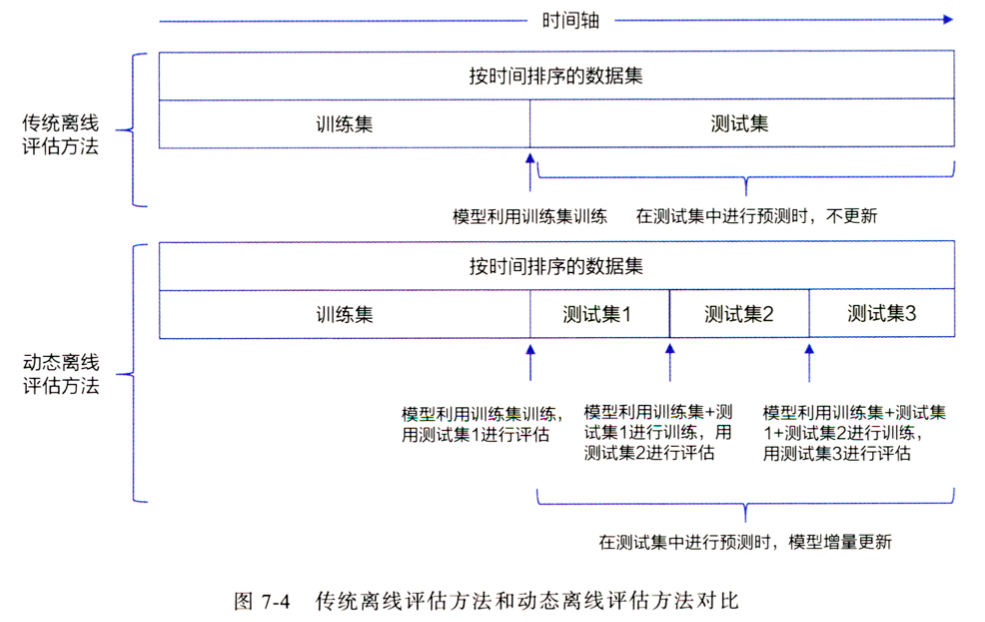 时间轴
按时间排序的数据集
传统离线
评估方法
训练集
测试集
模型利用训练集训练
在测试集中进行预测时，不更新
按时间排序的数据集
训练集
测试集1
测试集2
测试集3
动态离线
评估方法
模型利用训练集训练，
用测试集1进行评估
模型利用训练集+测
试集1进行训练，用
测试集2进行评估
模型利用训练集+测试集
1+测试集2进行训练，
用测试集3进行评估
在测试集中进行预测时，模型增量更新
图 7-4 传统离线评估方法和动态离线评估方法对比